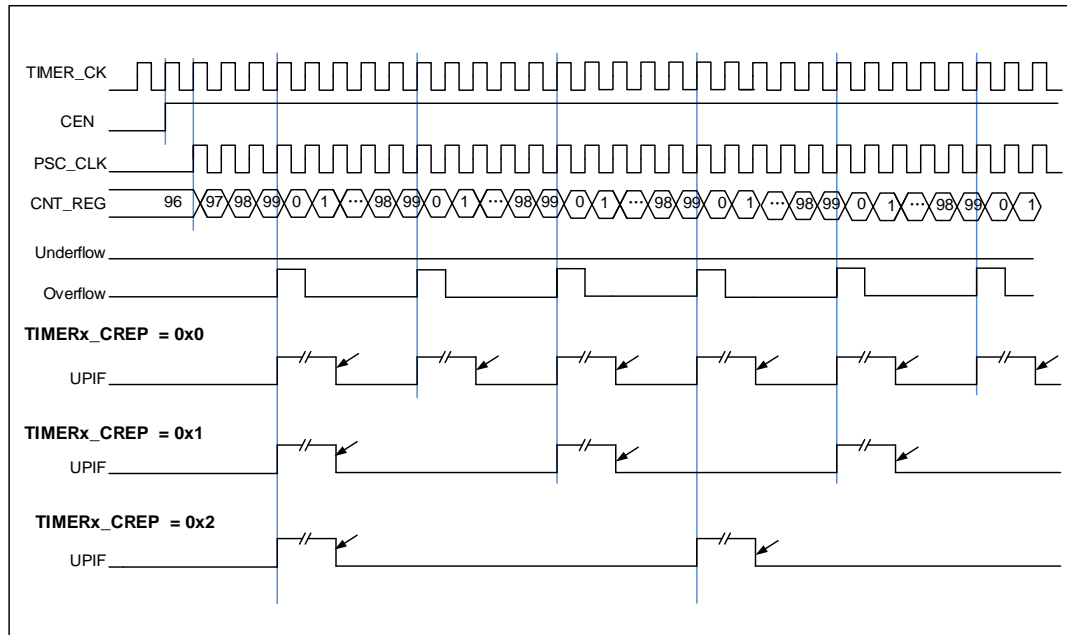 TIMER_CK
CEN
PSC_CLK
CNT_REG 96 97 98 99 0 1 ... 98 99 0 1 ... 98 99 0 1 ... 98 99 0 1 ... 98 99 0 1 ... 98 99 0 1
Underflow
Overflow
TIMERx_CREP = 0x0
UPIF
TIMERx_CREP = 0x1
UPIF
TIMERx_CREP = 0x2
UPIF